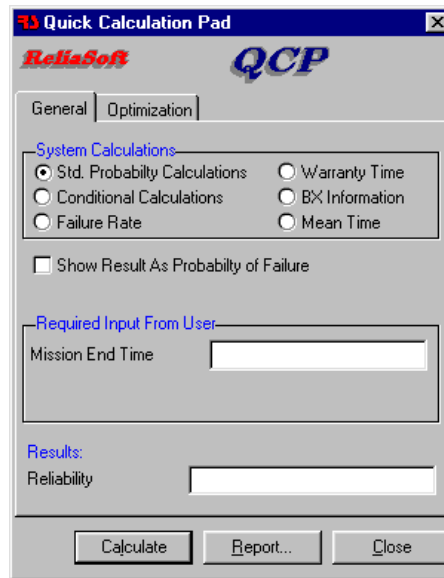 Quick Calculation Pad
ReliaSoft QCP
General Optimization
System Calculations
Std. Probabilty Calculations Warranty Time
Conditional Calculations BX Information
Failure Rate Mean Time
Show Result As Probabilty of Failure
Required Input From User
Mission End Time
Results:
Reliability
Calculate Report... Close